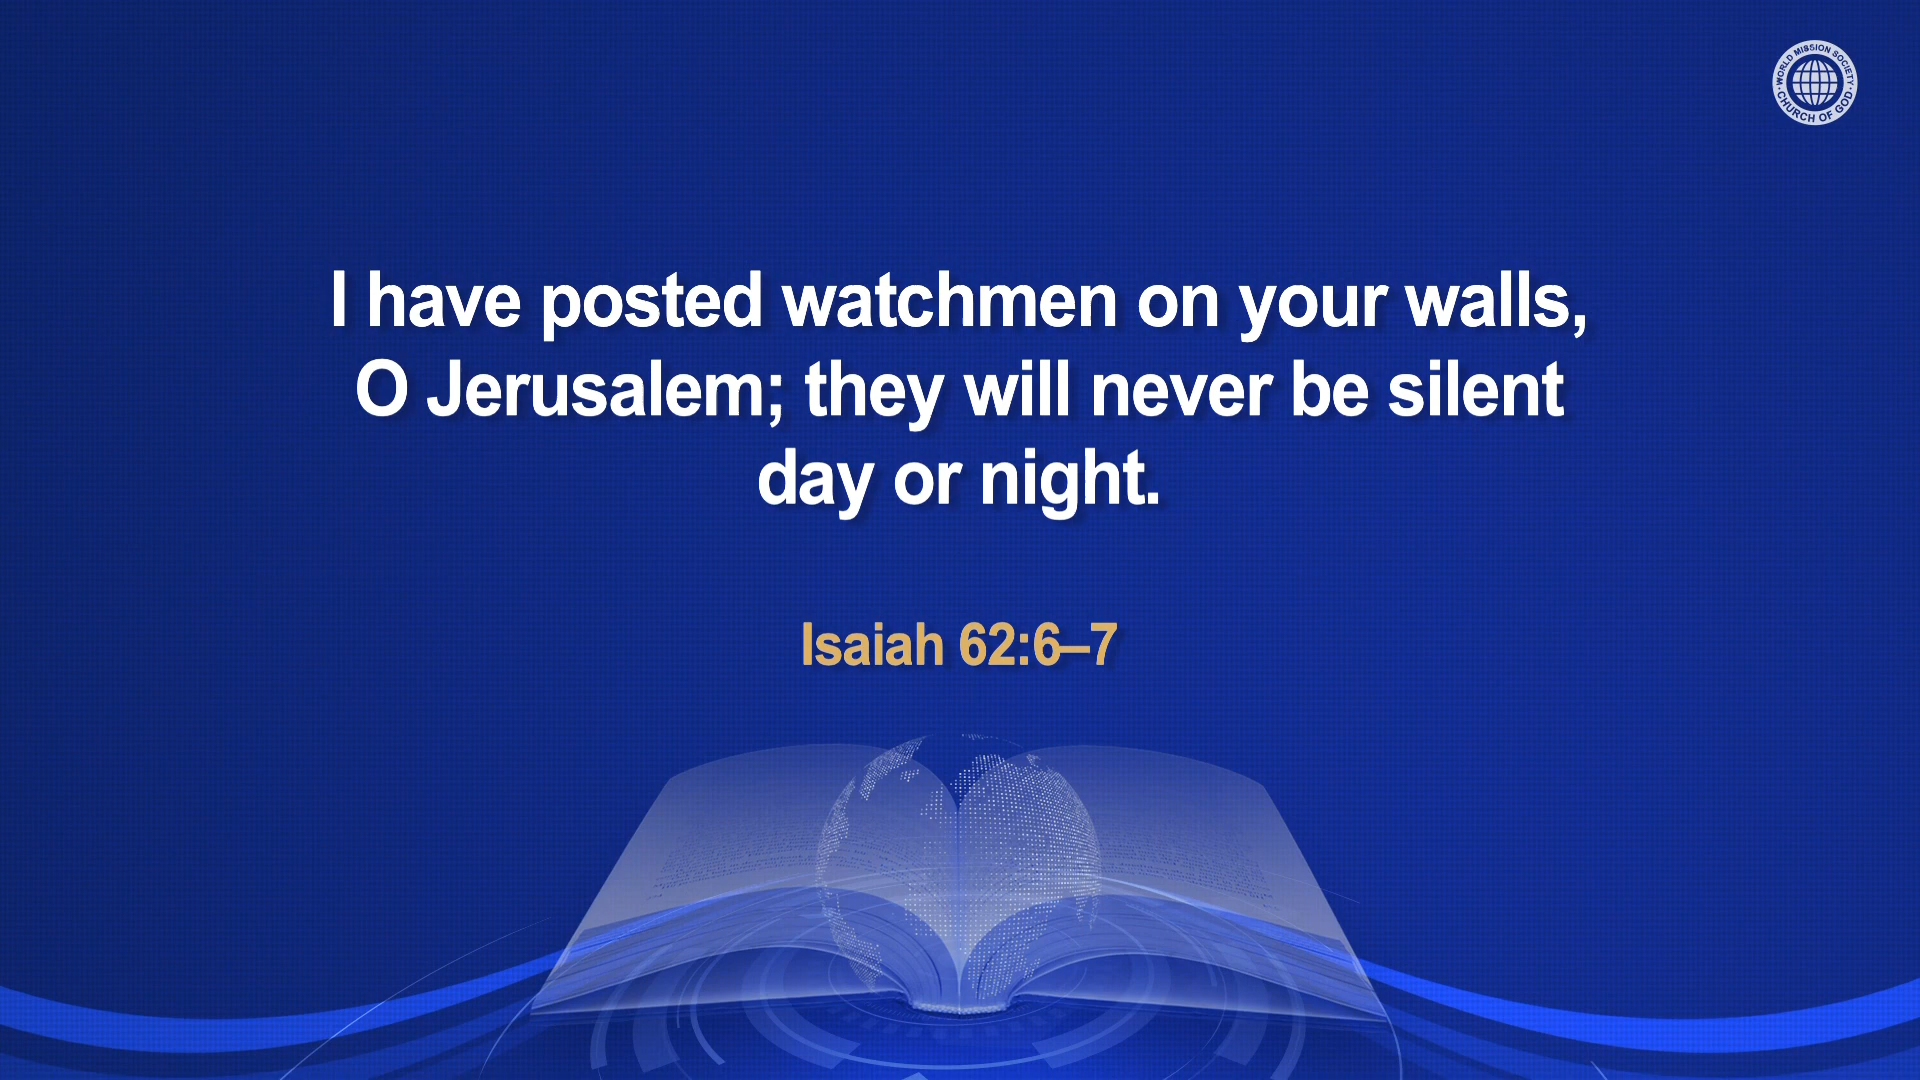 WORLD MISSION SOCIETY
CHURCH OF GOD
I have posted watchmen on your walls,
O Jerusalem; they will never be silent
day or night.
Isaiah 62:6–7